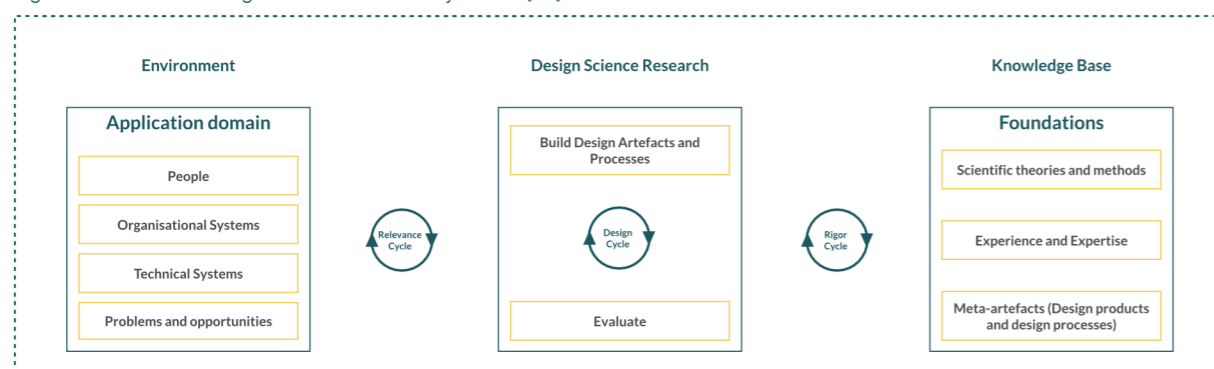 Environment
Design Science Research
Knowledge Base
Application domain
People
Organisational Systems
Technical Systems
Problems and opportunities
Relevance
Cycle
Build Design Artefacts and
Processes
Design
Cycle
Evaluate
Rigor
Cycle
Foundations
Scientific theories and methods
Experience and Expertise
Meta-artefacts (Design products
and design processes)